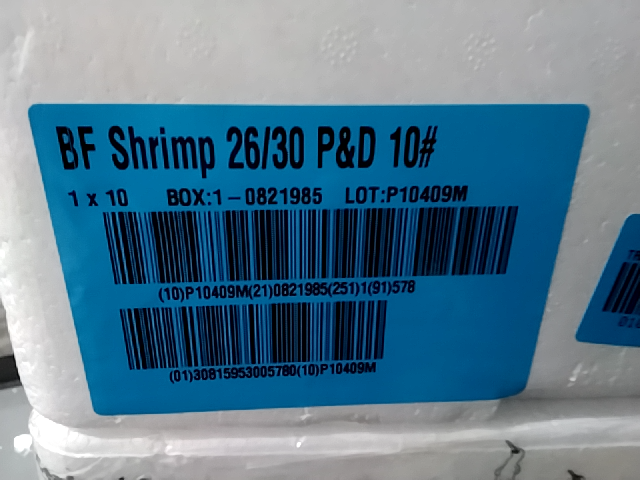 BF Shrimp 26/30 P&D 10#
1 x 10 BOX:1-0821985 LOT:P10409M
(10)P10409M(21)0821985(251)1(91)578
(01)30815953005780(10)P10409M